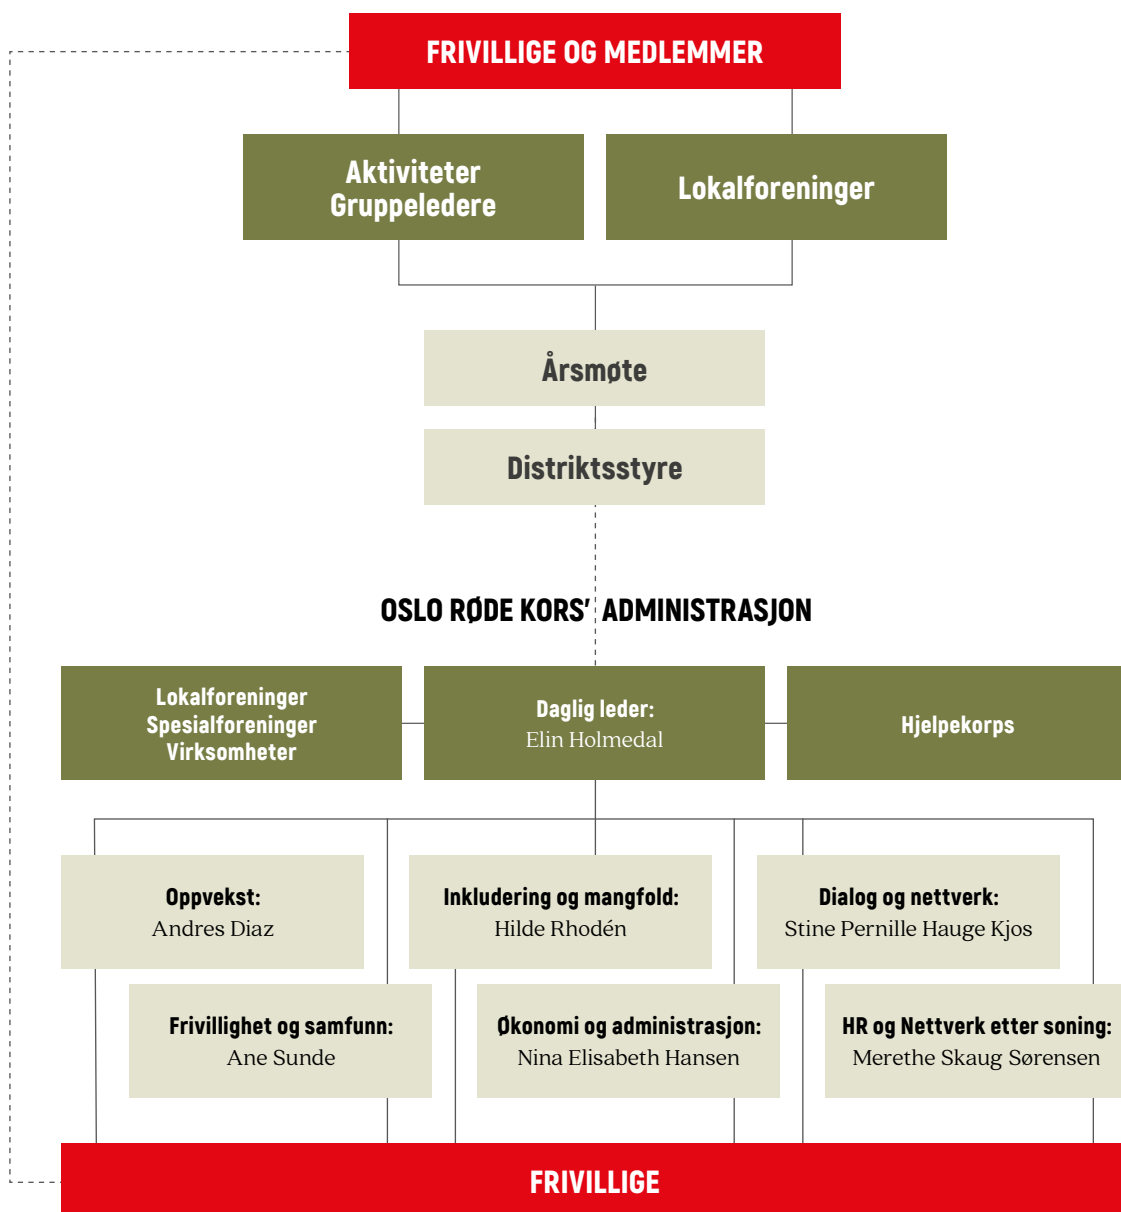 FRIVILLIGE OG MEDLEMMER
Aktiviteter
Gruppeledere
Lokalforeninger
Årsmøte
Distriktsstyre
OSLO RØDE KORS' ADMINISTRASJON
Lokalforeninger
Spesialforeninger
Virksomheter
Daglig leder:
Elin Holmedal
Hjelpekorps
Oppvekst:
Andres Diaz
Inkludering og mangfold:
Hilde Rhodén
Dialog og nettverk:
Stine Pernille Hauge Kjos
Frivillighet og samfunn:
Ane Sunde
Økonomi og administrasjon:
Nina Elisabeth Hansen
HR og Nettverk etter soning:
Merethe Skaug Sørensen
FRIVILLIGE